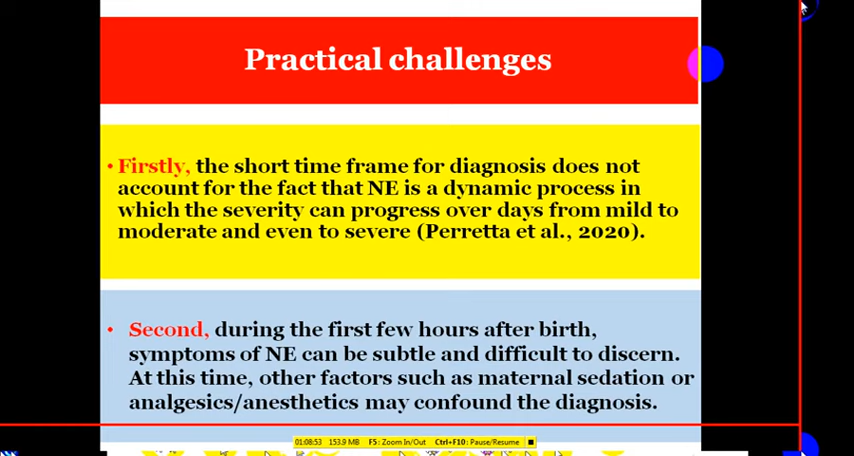 Practical challenges
• Firstly, the short time frame for diagnosis does not
account for the fact that NE is a dynamic process in
which the severity can progress over days from mild to
moderate and even to severe (Perretta et al., 2020).
• Second, during the first few hours after birth,
symptoms of NE can be subtle and difficult to discern.
At this time, other factors such as maternal sedation or
analgesics/anesthetics may confound the diagnosis.
01:08:53 153.9 MB F5: Zoom In/Out Ctrl+F10: Pause/Resume